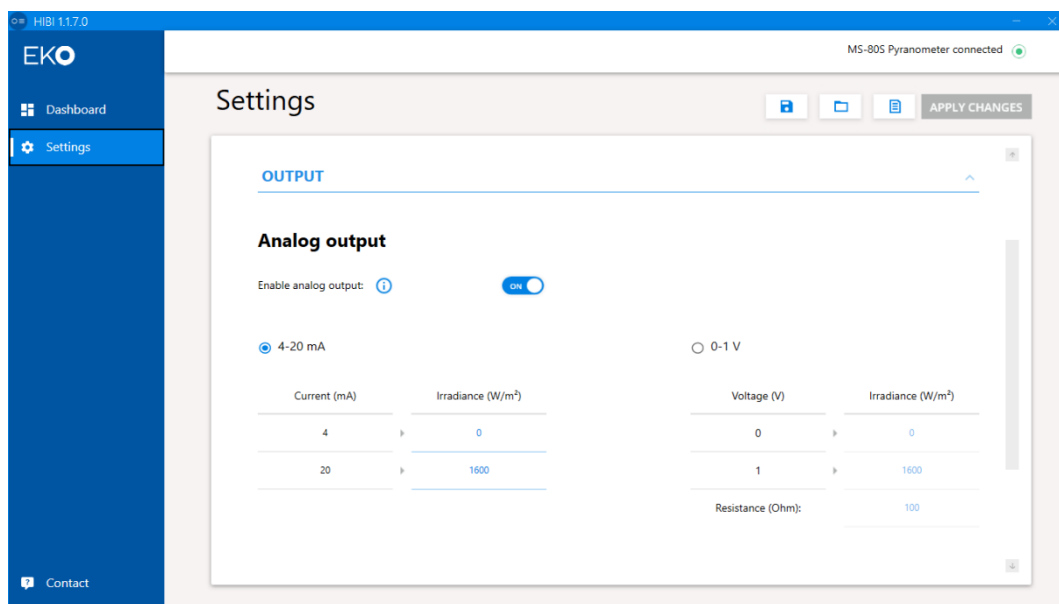 HIBI 1.1.7.0
EKO
MS-80S Pyranometer connected
Dashboard
Settings
Settings
APPLY CHANGES
OUTPUT
Analog output
Enable analog output:
ON
4-20 mA
0-1 V
Current (mA) Irradiance (W/m²) Voltage (V) Irradiance (W/m²)
4 0 0 0
20 1600 1 1600
Resistance (Ohm): 100
Contact